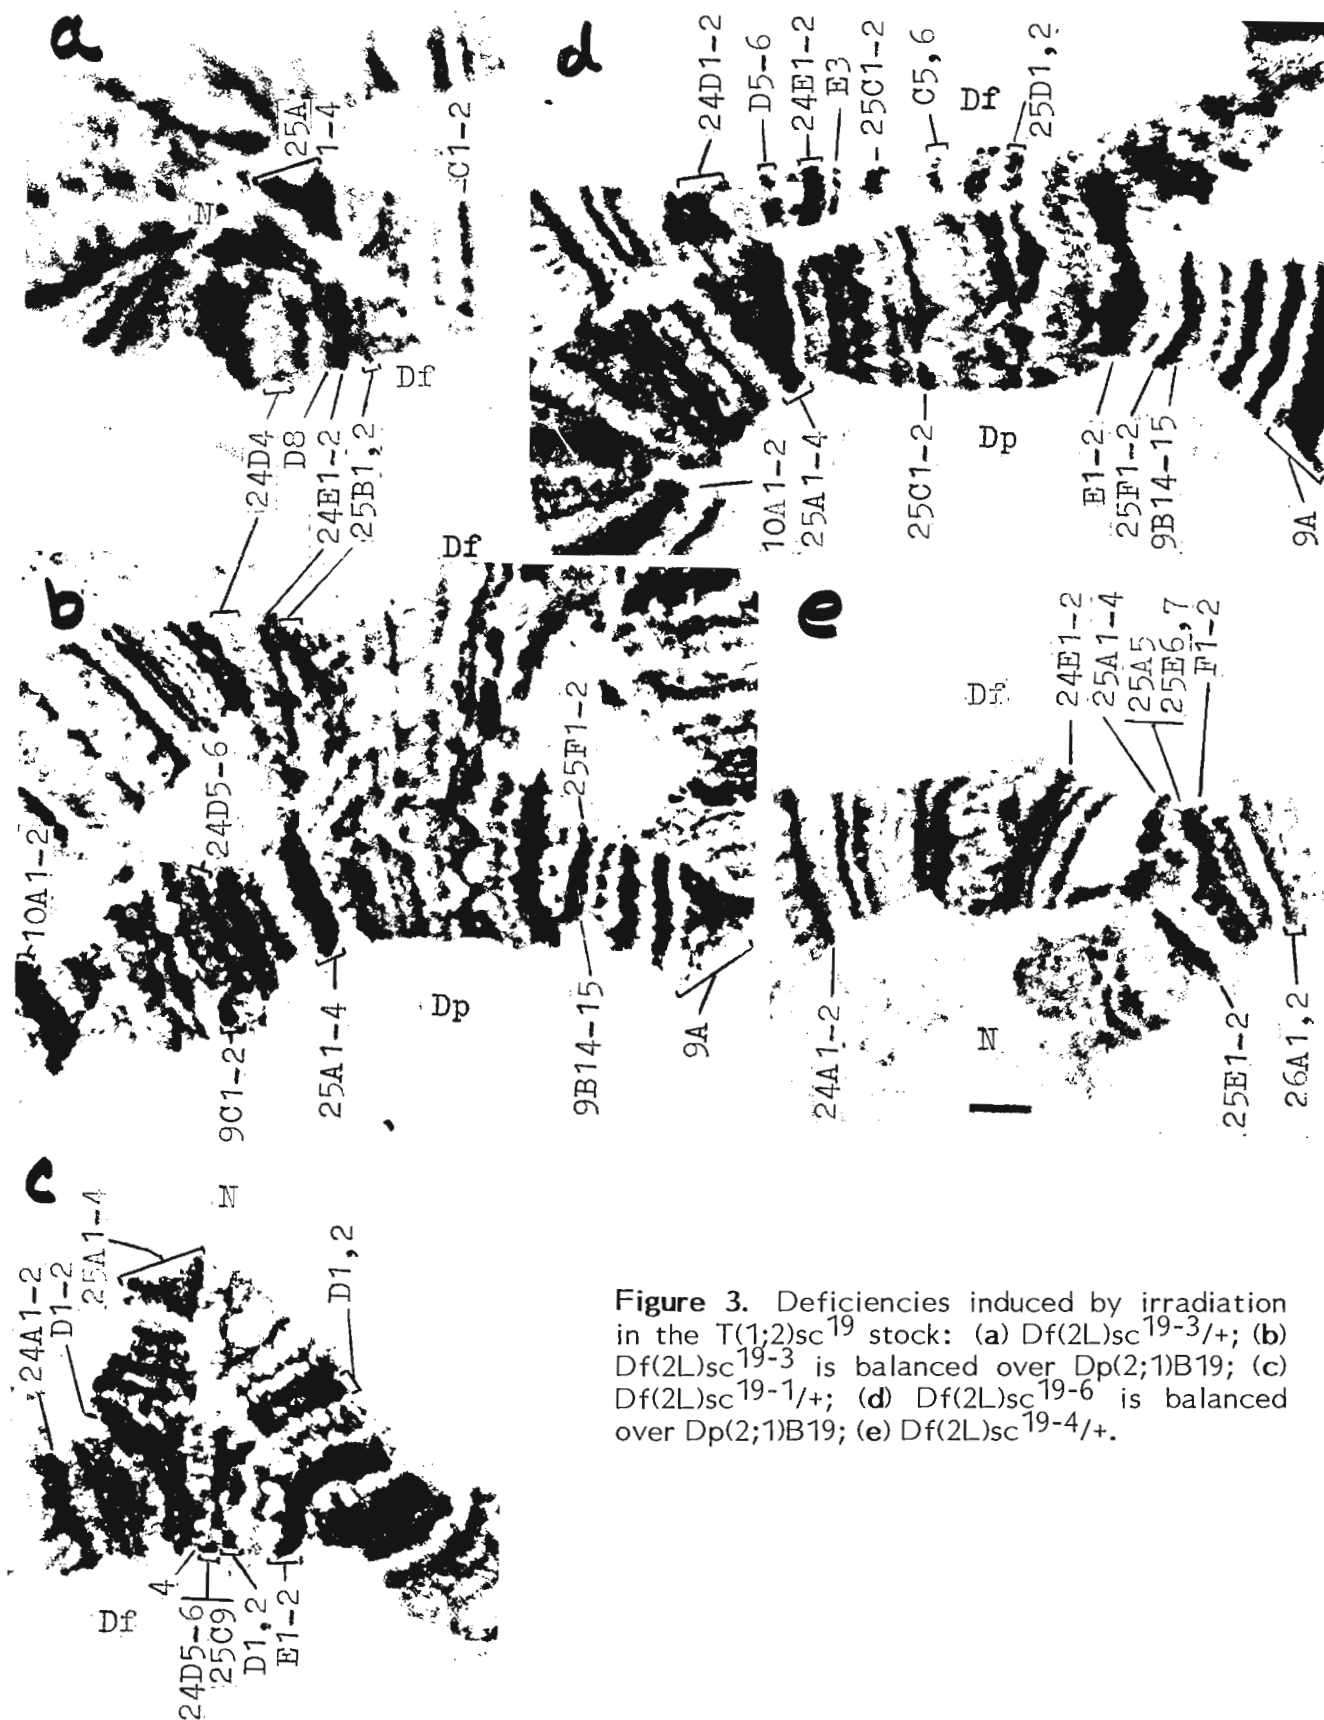 a
25A
1-4
C1-2
N
Df
24D4
D8
24E1-2
25B1,2
d
24D1-2
D5-6
24E1-2
E3
25C1-2
C5,6
Df
25D1,2
10A1-2
25A1-4
25C1-2
Dp
E1-2
25F1-2
9B14-15
9A
b
Df
10A1-2
24D5-6
25F1-2
9C1-2
25A1-4
Dp
9B14-15
9A
e
Df
24E1-2
25A1-4
25A5
25E6,7
F1-2
24A1-2
N
25E1-2
26A1,2
c
N
24A1-2
D1-2
25A1-4
D1,2
Df
4
24D5-6
25C9
D1,2
E1-2
Figure 3. Deficiencies induced by irradiation
in the T(1;2)sc19 stock: (a) Df(2L)sc19-3/+; (b)
Df(2L)sc19-3 is balanced over Dp(2;1)B19; (c)
Df(2L)sc19-1/+; (d) Df(2L)sc19-6 is balanced
over Dp(2;1)B19; (e) Df(2L)sc19-4/+.